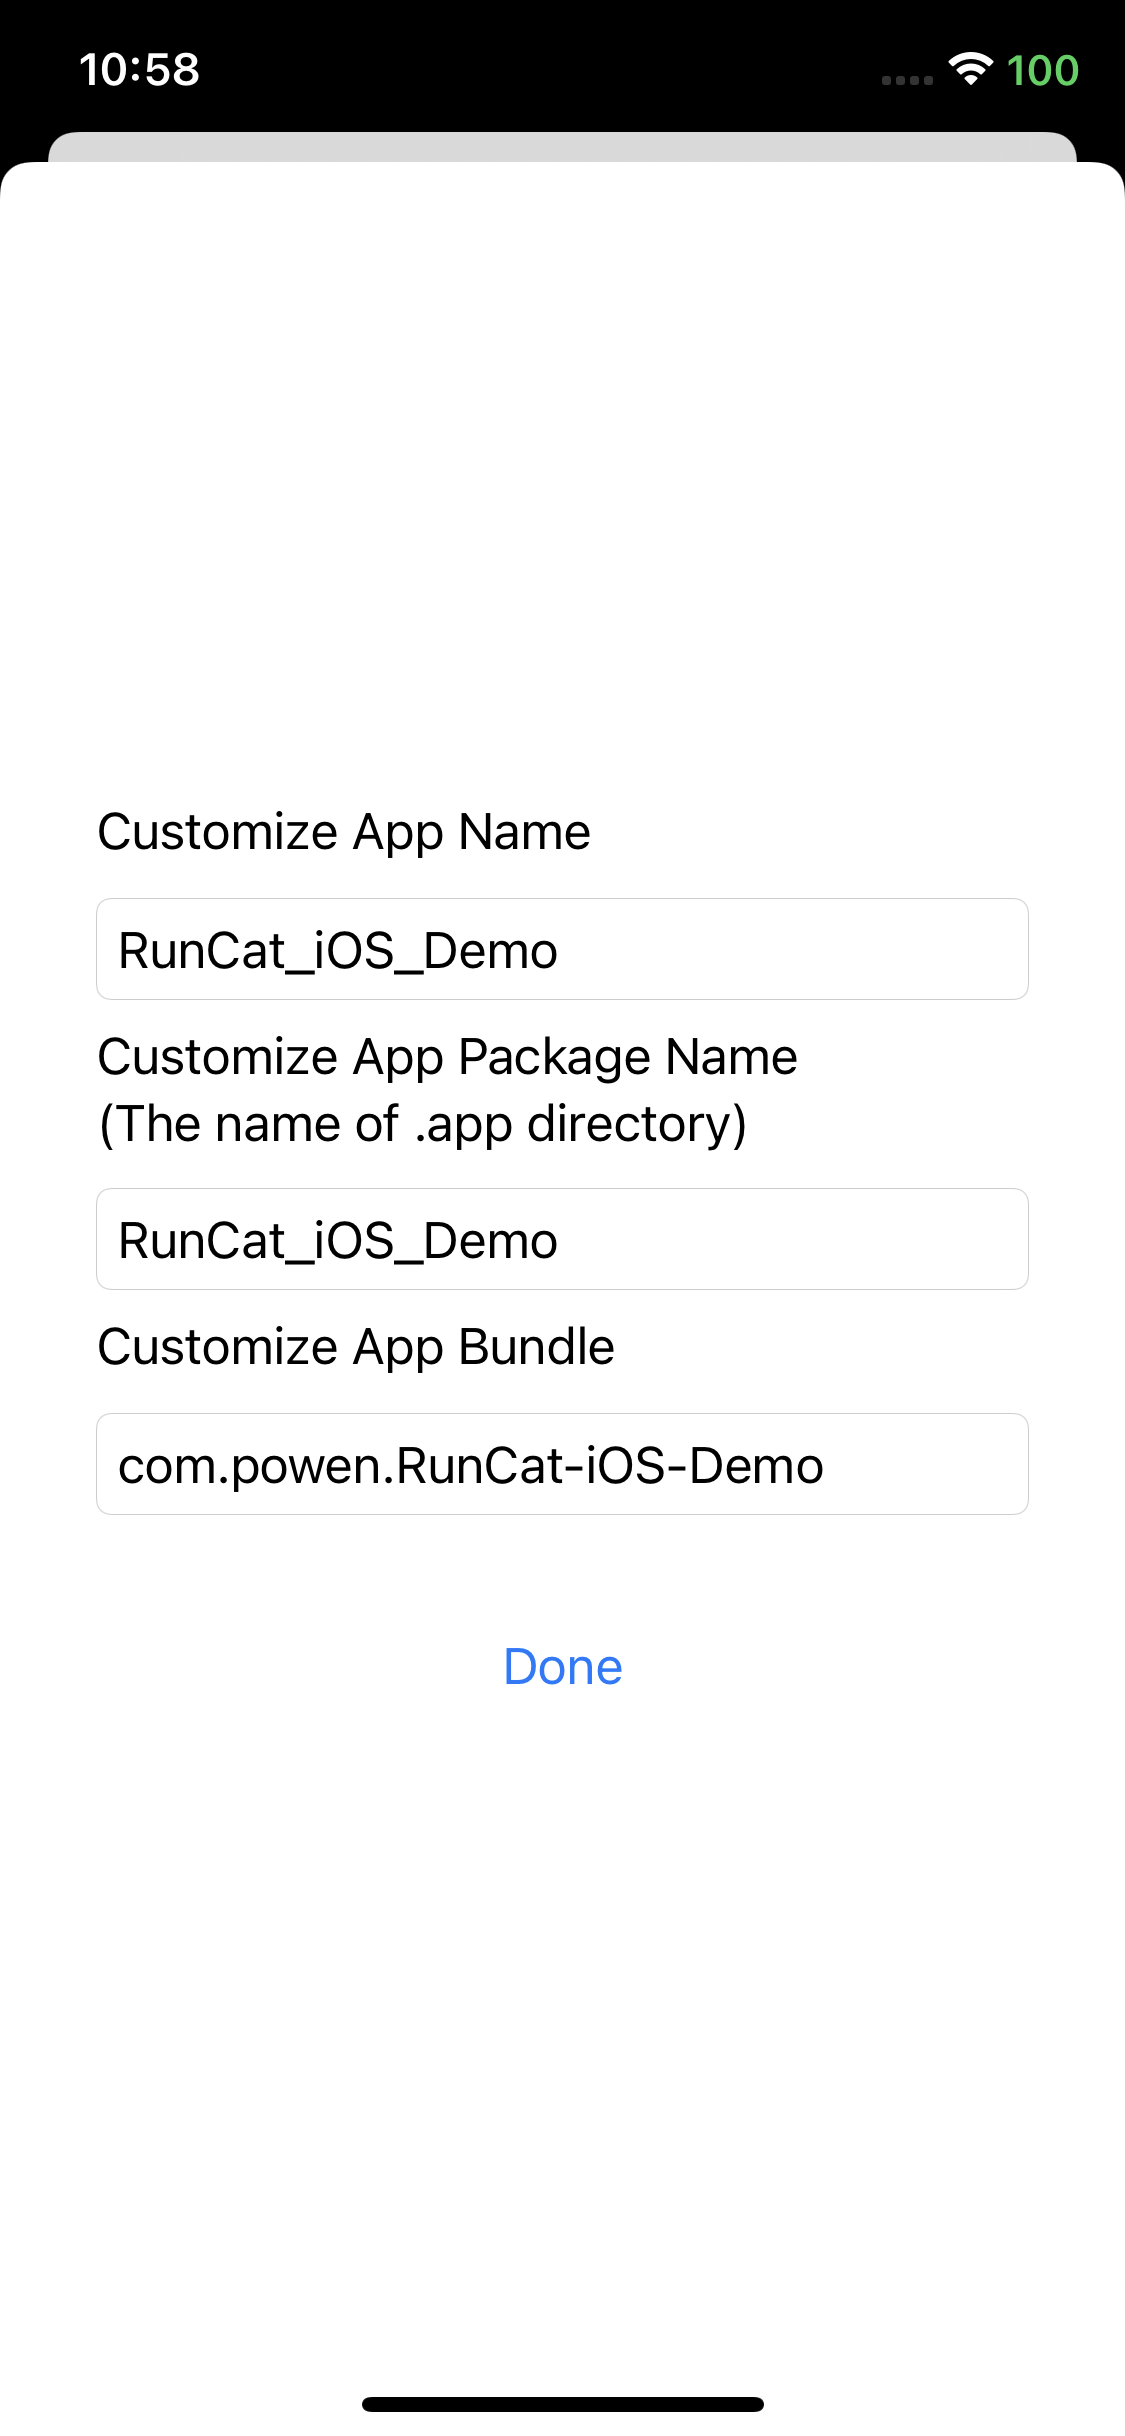 10:58
100
Customize App Name
RunCat_iOS_Demo
Customize App Package Name
(The name of .app directory)
RunCat_iOS_Demo
Customize App Bundle
com.powen.RunCat-iOS-Demo
Done